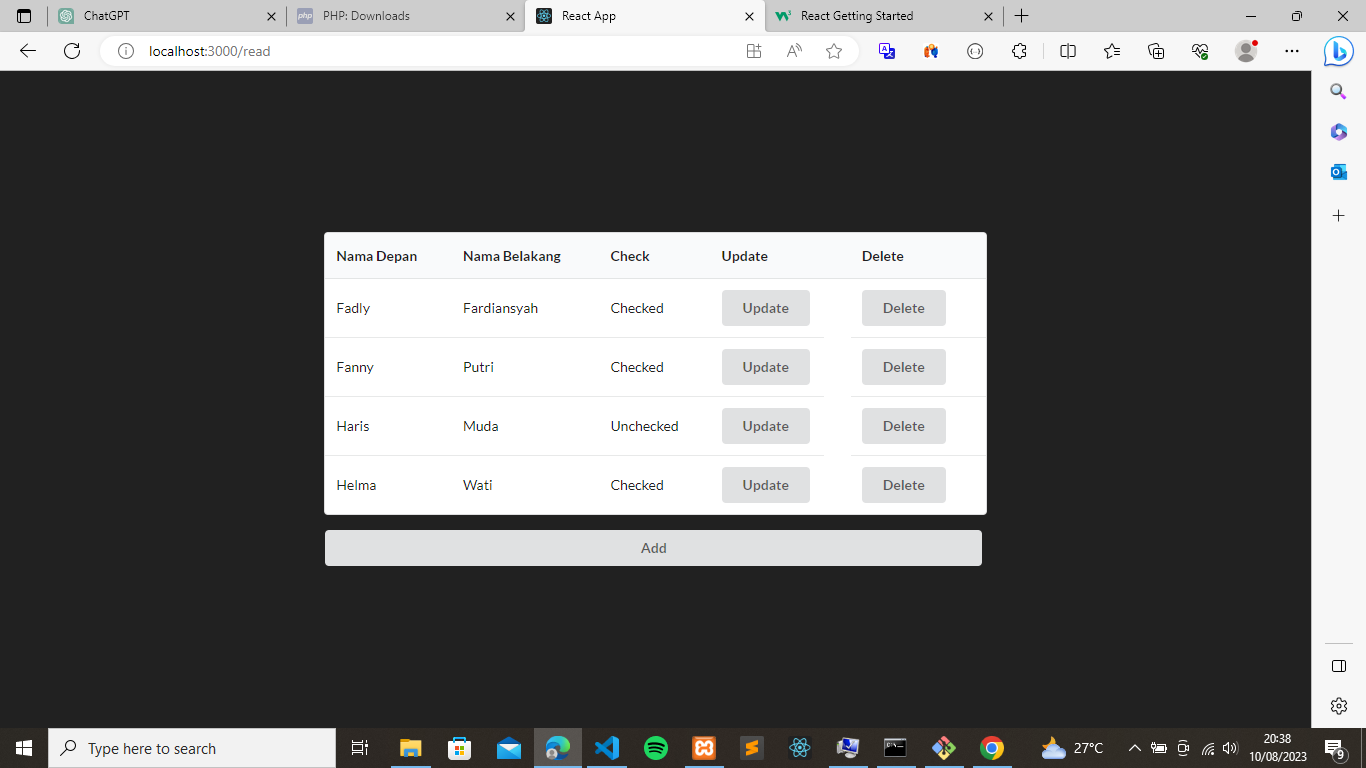 ChatGPT
php PHP: Downloads
React App
React Getting Started
localhost:3000/read
Nama Depan Nama Belakang Check Update Delete
Fadly Fardiansyah Checked Update Delete
Fanny Putri Checked Update Delete
Haris Muda Unchecked Update Delete
Helma Wati Checked Update Delete
Add
Type here to search
27°C
20:38
10/08/2023
9